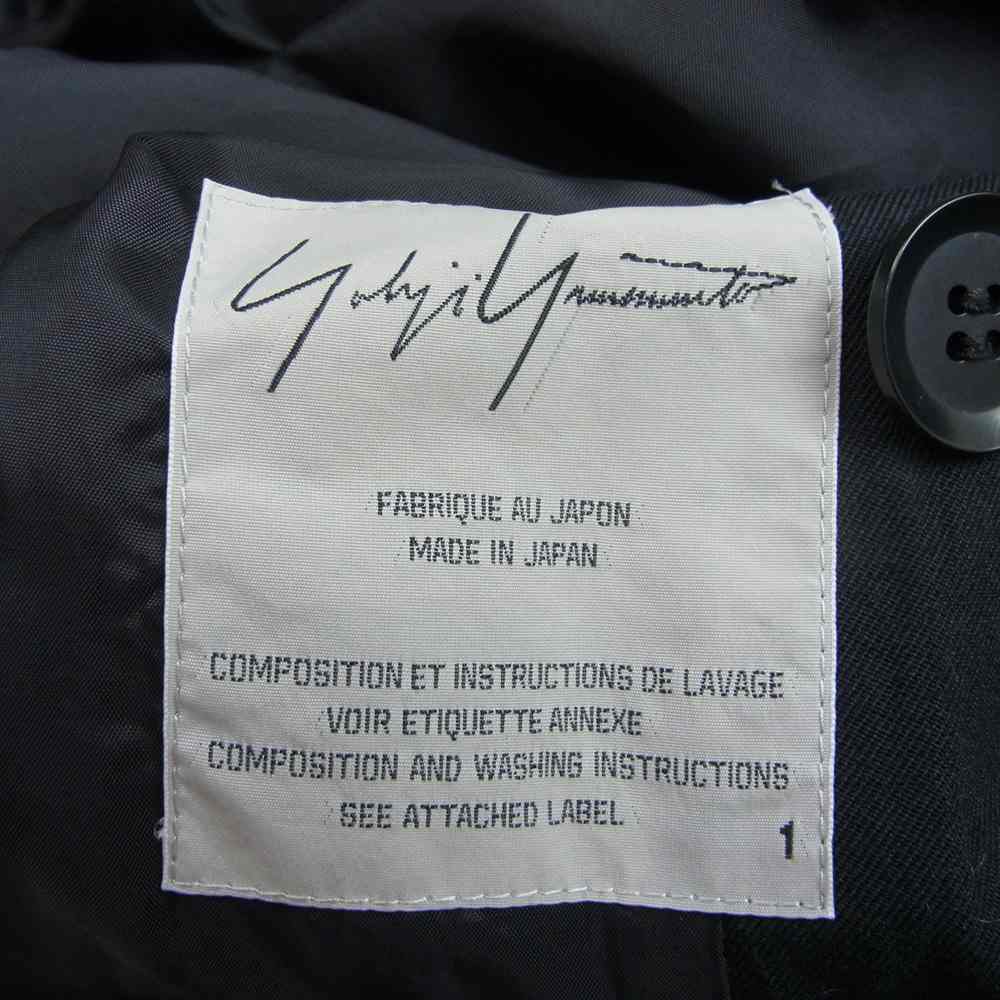 Yohji Yamamoto
FABRIQUE AU JAPON
MADE IN JAPAN
COMPOSITION ET INSTRUCTIONS DE LAVAGE
VOIR ETIQUETTE ANNEXE
COMPOSITION AND WASHING INSTRUCTIONS
SEE ATTACHED LABEL
1